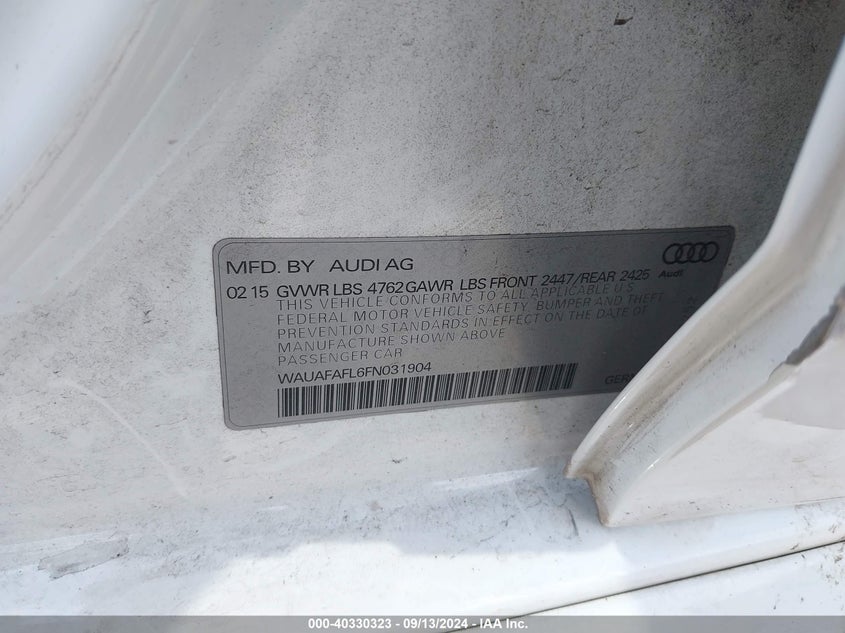 MFD. BY AUDI AG
02 15 GVWR LBS 4762 GAWR LBS FRONT 2447/REAR 2425
Audi
THIS VEHICLE CONFORMS TO ALL APPLICABLE U.S
FEDERAL MOTOR VEHICLE SAFETY, BUMPER AND THEFT
PREVENTION STANDARDS IN EFFECT ON THE DATE OF
MANUFACTURE SHOWN ABOVE
PASSENGER CAR
WAUAFAFL6FN031904
000-40330323 - 09/13/2024 - IAA Inc.